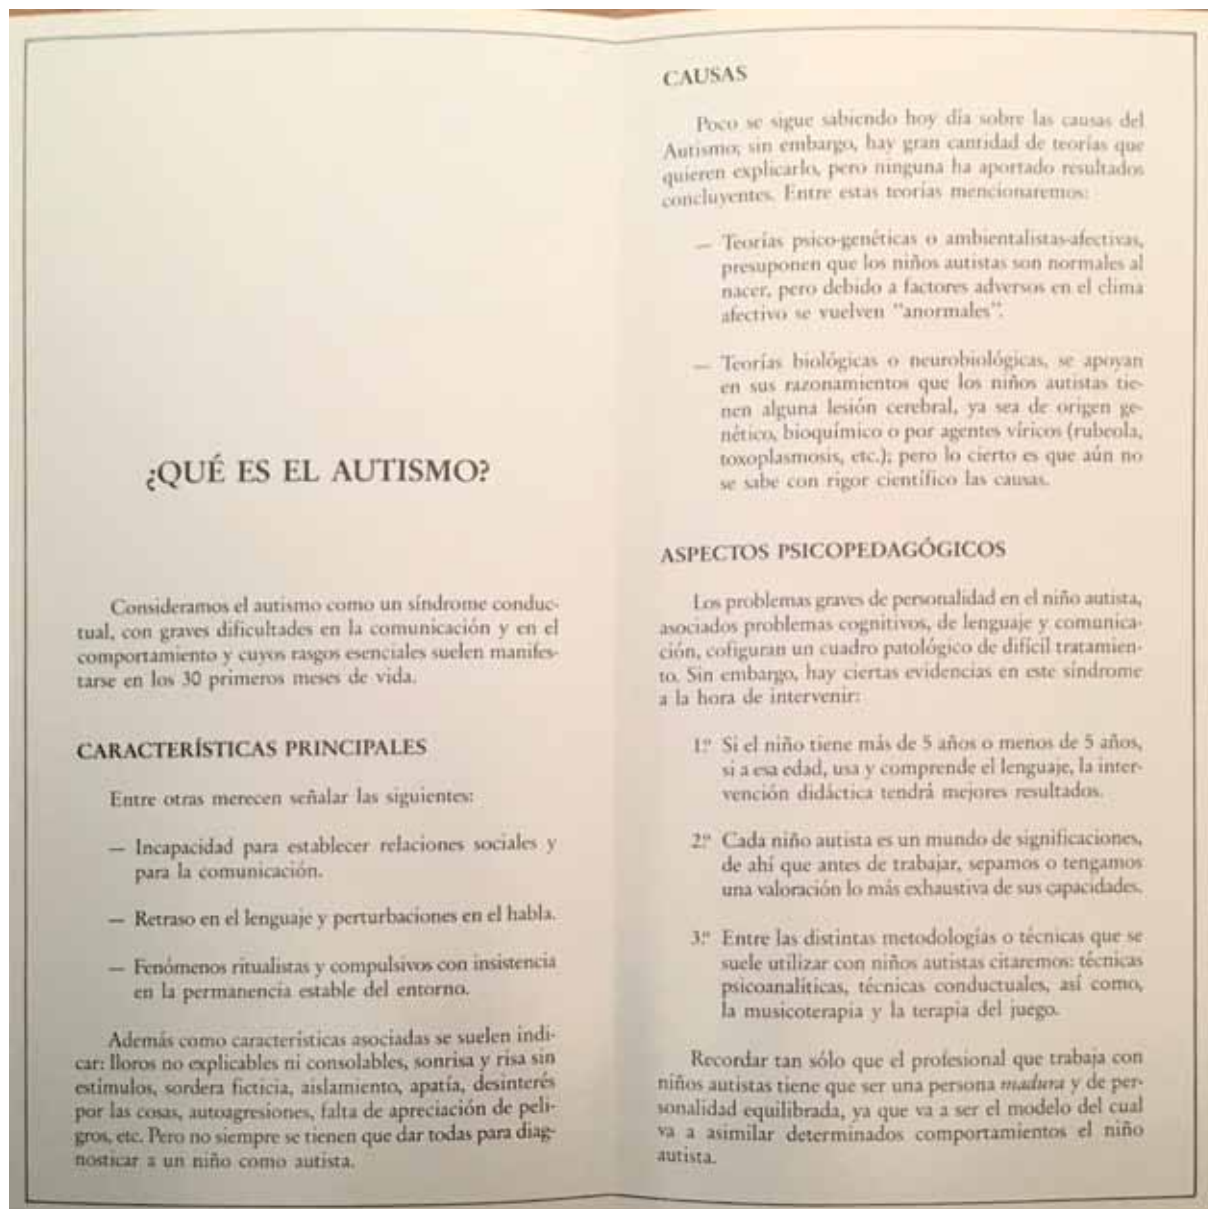 ¿QUÉ ES EL AUTISMO?
Consideramos el autismo como un síndrome conduc-
tual, con graves dificultades en la comunicación y en el
comportamiento y cuyos rasgos esenciales suelen manifes-
tarse en los 30 primeros meses de vida.
CARACTERÍSTICAS PRINCIPALES
Entre otras merecen señalar las siguientes:
— Incapacidad para establecer relaciones sociales y
para la comunicación.
— Retraso en el lenguaje y perturbaciones en el habla.
— Fenómenos ritualistas y compulsivos con insistencia
en la permanencia estable del entorno.
Además como características asociadas se suelen indi-
car: lloros no explicables ni consolables, sonrisa y risa sin
estímulos, sordera ficticia, aislamiento, apatía, desinterés
por las cosas, autoagresiones, falta de apreciación de peli-
gros, etc. Pero no siempre se tienen que dar todas para diag-
nosticar a un niño como autista.
CAUSAS
Poco se sigue sabiendo hoy día sobre las causas del
Autismo; sin embargo, hay gran cantidad de teorías que
quieren explicarlo, pero ninguna ha aportado resultados
concluyentes. Entre estas teorías mencionaremos:
— Teorías psico-genéticas o ambientalistas-afectivas,
presuponen que los niños autistas son normales al
nacer, pero debido a factores adversos en el clima
afectivo se vuelven “anormales”.
— Teorías biológicas o neurobiológicas, se apoyan
en sus razonamientos que los niños autistas tie-
nen alguna lesión cerebral, ya sea de origen ge-
nético, bioquímico o por agentes víricos (rubeola,
toxoplasmosis, etc.); pero lo cierto es que aún no
se sabe con rigor científico las causas.
ASPECTOS PSICOPEDAGÓGICOS
Los problemas graves de personalidad en el niño autista,
asociados problemas cognitivos, de lenguaje y comunica-
ción, cofiguran un cuadro patológico de difícil tratamien-
to. Sin embargo, hay ciertas evidencias en este síndrome
a la hora de intervenir:
1.º Si el niño tiene más de 5 años o menos de 5 años,
si a esa edad, usa y comprende el lenguaje, la inter-
vención didáctica tendrá mejores resultados.
2.º Cada niño autista es un mundo de significaciones,
de ahí que antes de trabajar, sepamos o tengamos
una valoración lo más exhaustiva de sus capacidades.
3.º Entre las distintas metodologías o técnicas que se
suele utilizar con niños autistas citaremos: técnicas
psicoanalíticas, técnicas conductuales, así como,
la musicoterapia y la terapia del juego.
Recordar tan sólo que el profesional que trabaja con
niños autistas tiene que ser una persona madura y de per-
sonalidad equilibrada, ya que va a ser el modelo del cual
va a asimilar determinados comportamientos el niño
autista.